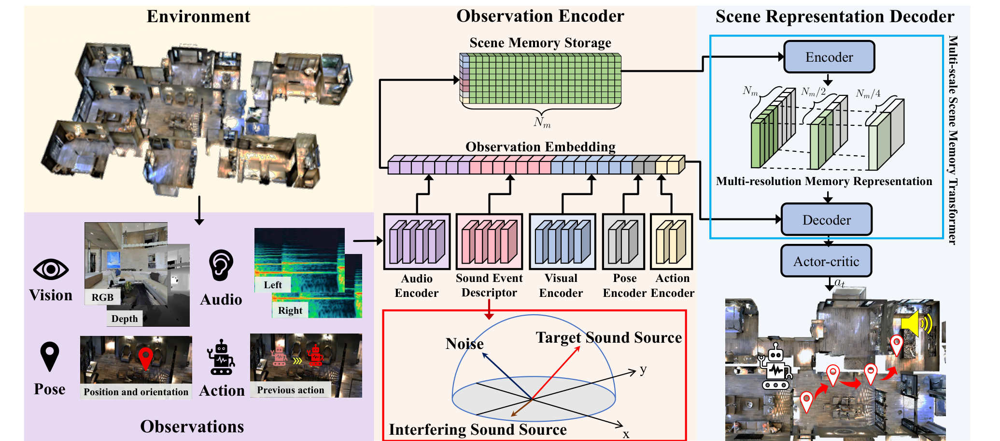 Environment
Observation Encoder
Scene Representation Decoder
Scene Memory Storage
N_m
Observation Embedding
Audio
Encoder
Sound Event
Descriptor
Visual
Encoder
Pose
Encoder
Action
Encoder
Vision
RGB
Depth
Audio
Left
Right
Pose
Position and orientation
Action
Previous action
Observations
Noise
Target Sound Source
Interfering Sound Source
y
x
Encoder
N_m
N_m/2
N_m/4
Multi-resolution Memory Representation
Decoder
Multi-scale Scene Memory Transformer
Actor-critic
a_t